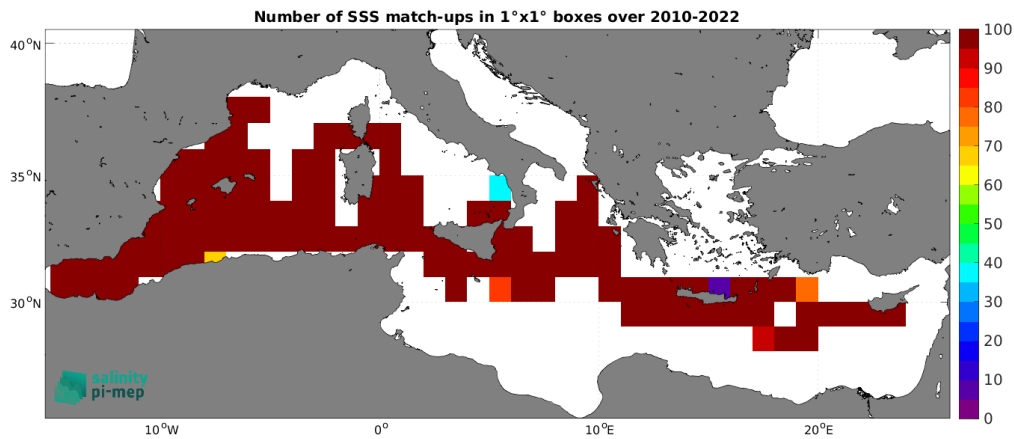 Number of SSS match-ups in 1°x1° boxes over 2010-2022
40°N
35°N
30°N
10°W
0°
10°E
20°E
100
90
80
70
60
50
40
30
20
10
0
salinity
pi-mep